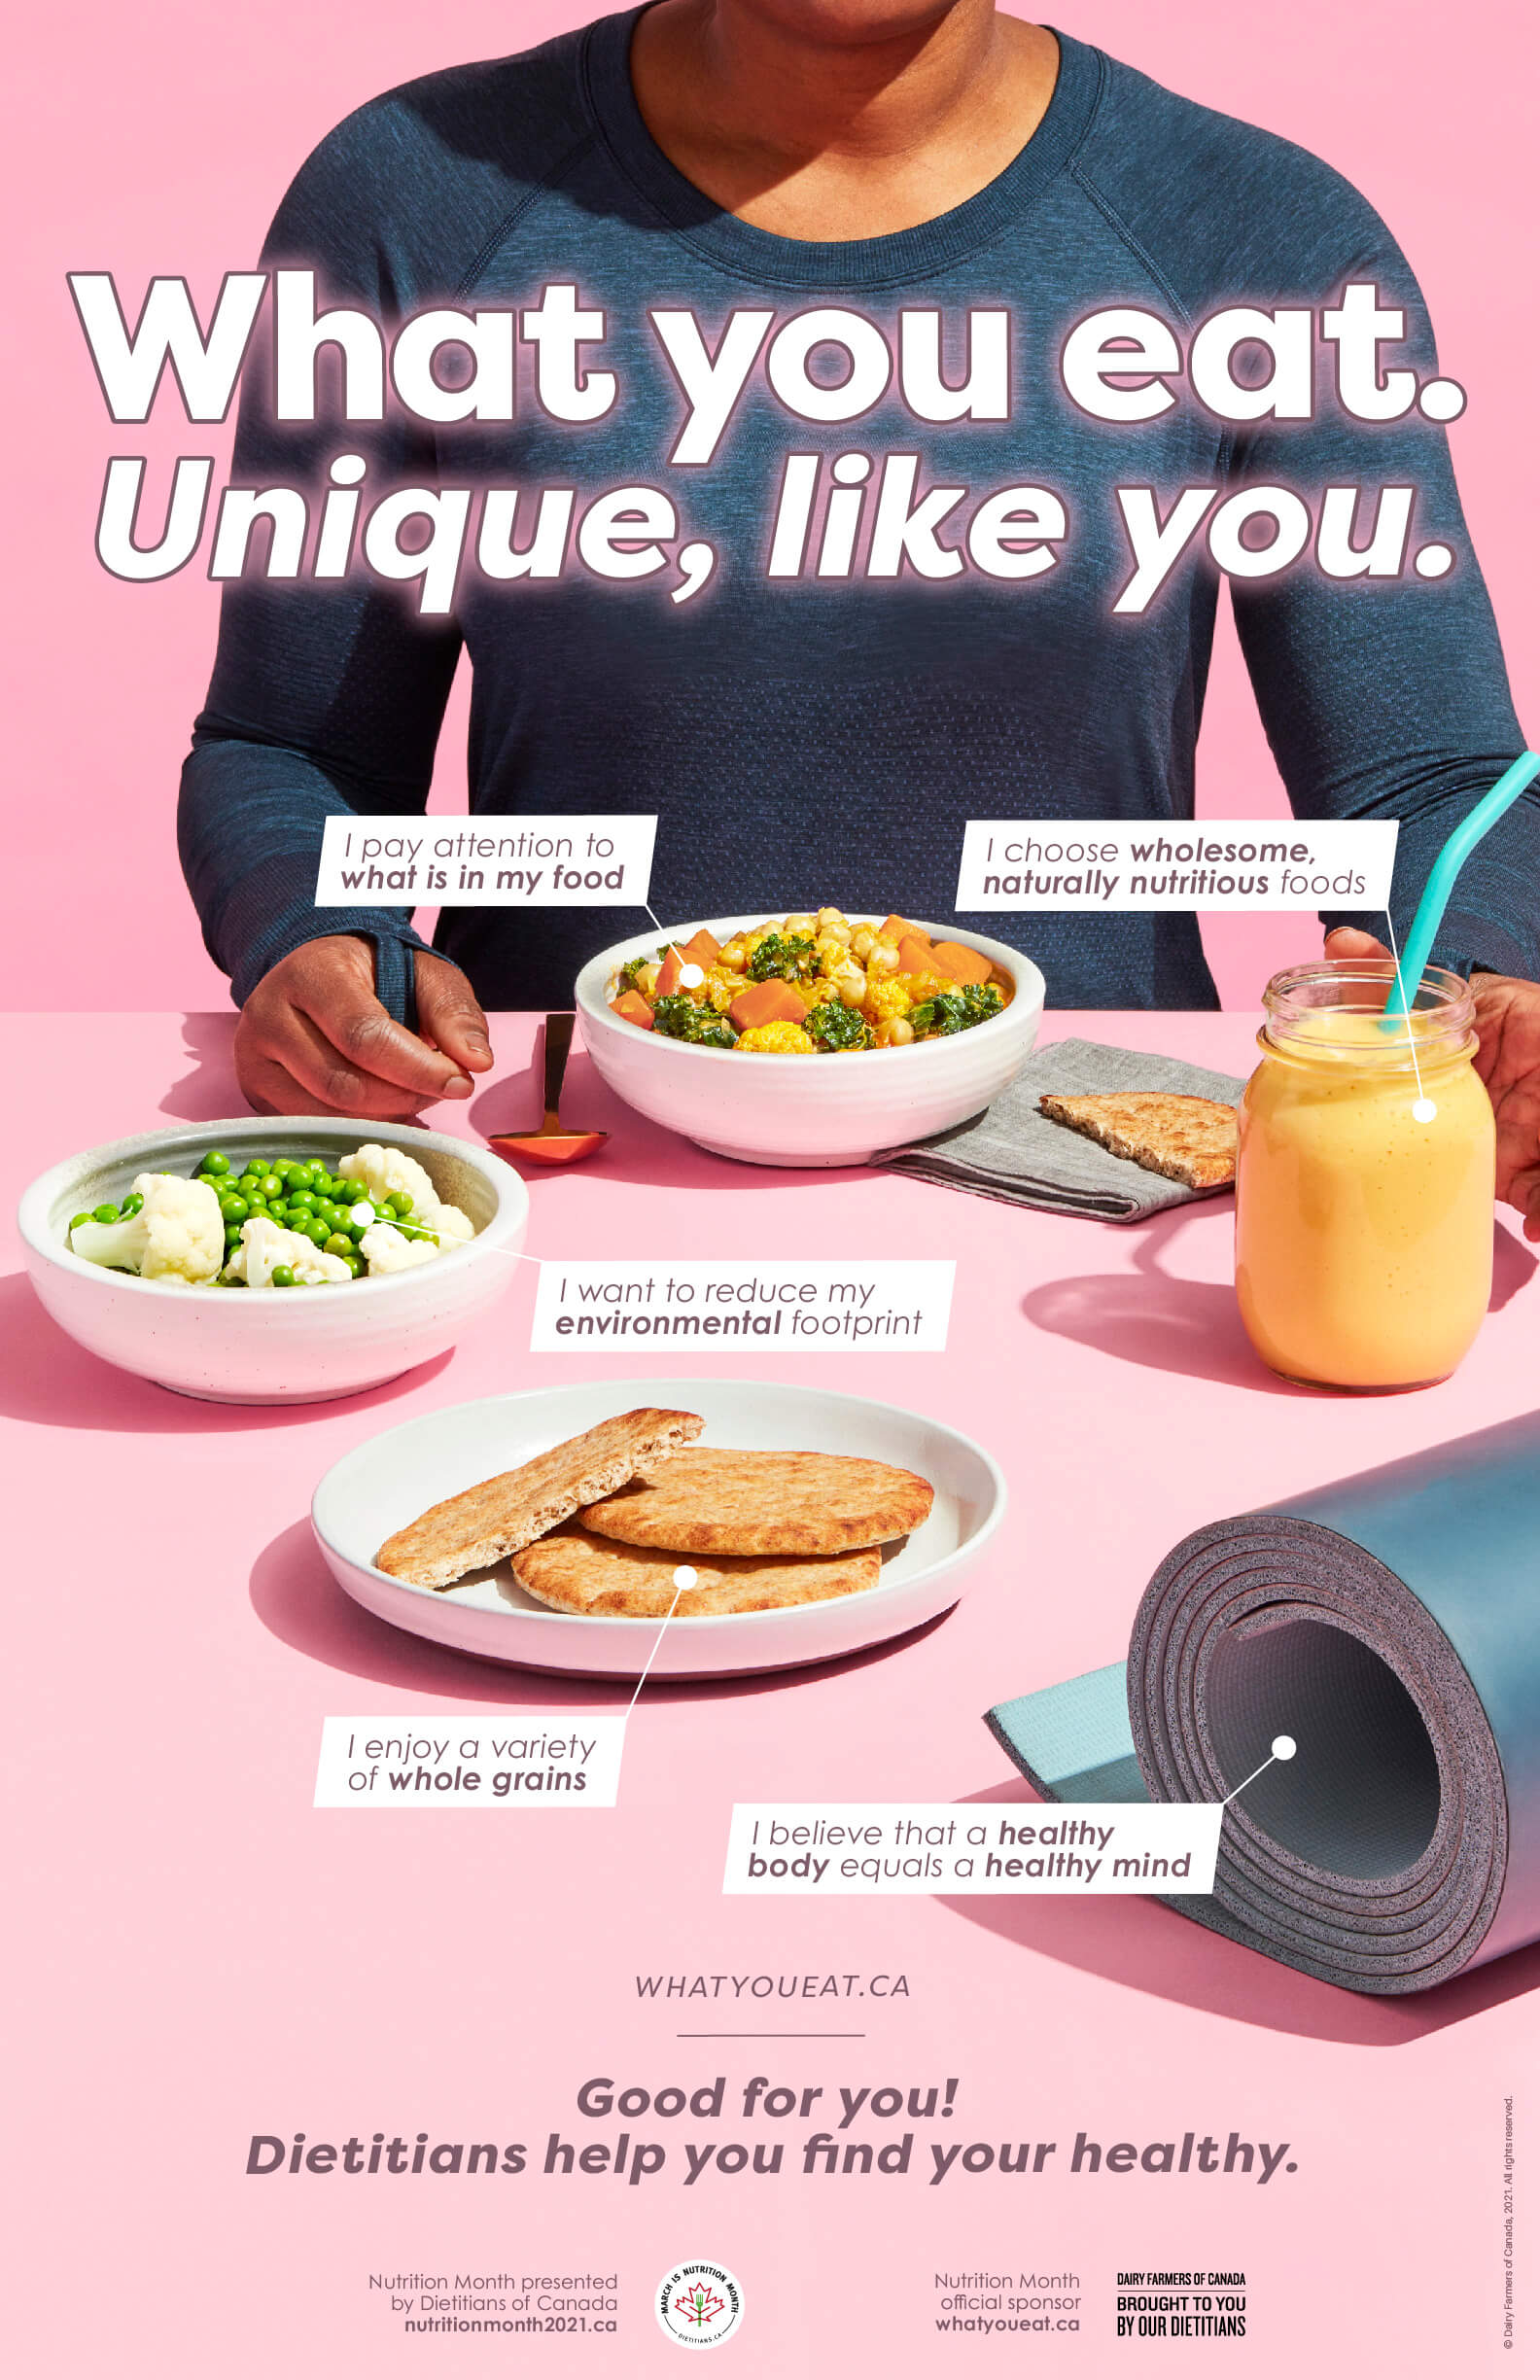 What you eat.
Unique, like you.
I pay attention to
what is in my food
I choose wholesome,
naturally nutritious foods
I want to reduce my
environmental footprint
I enjoy a variety
of whole grains
I believe that a healthy
body equals a healthy mind
WHATYOUEAT.CA
Good for you!
Dietitians help you find your healthy.
Nutrition Month presented
by Dietitians of Canada
nutritionmonth2021.ca
MARCH IS NUTRITION MONTH
DIETITIANS.CA
Nutrition Month
official sponsor
whatyoueat.ca
DAIRY FARMERS OF CANADA
BROUGHT TO YOU
BY OUR DIETITIANS
© Dairy Farmers of Canada, 2021. All rights reserved.